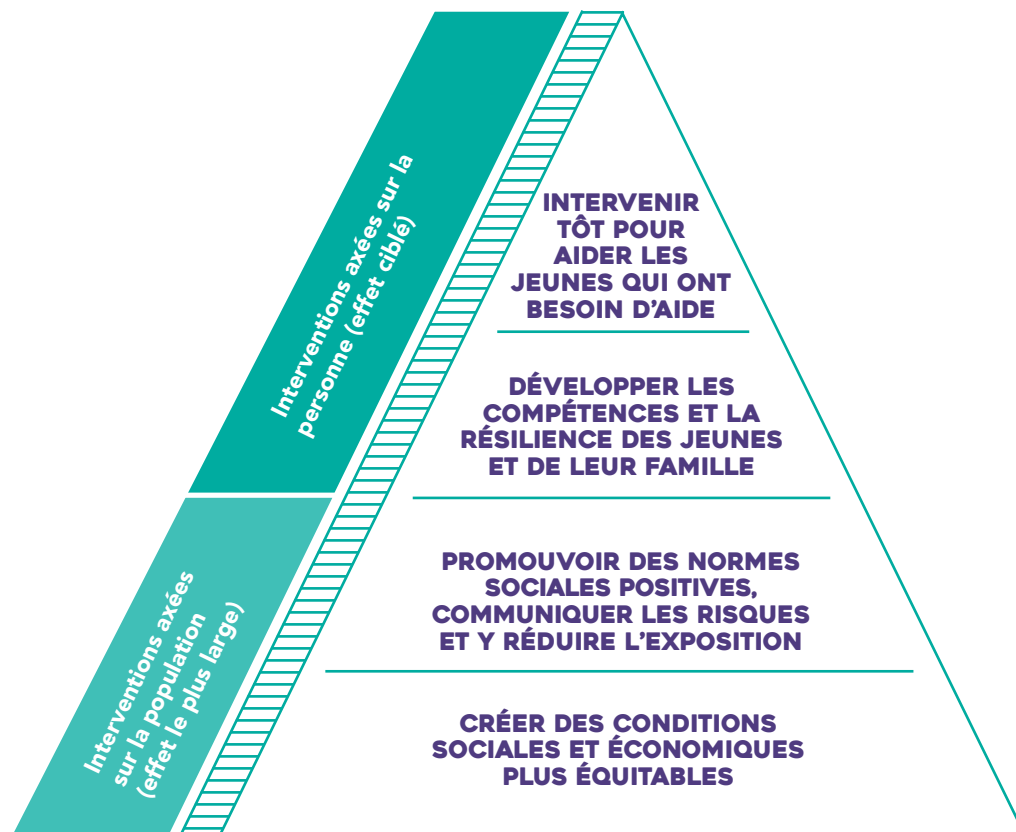 Interventions axées sur la
personne (effet ciblé)
INTERVENIR
TÔT POUR
AIDER LES
JEUNES QUI ONT
BESOIN D’AIDE
DÉVELOPPER LES
COMPÉTENCES ET LA
RÉSILIENCE DES JEUNES
ET DE LEUR FAMILLE
Interventions axées
sur la population
(effet le plus large)
PROMOUVOIR DES NORMES
SOCIALES POSITIVES,
COMMUNIQUER LES RISQUES
ET Y RÉDUIRE L’EXPOSITION
CRÉER DES CONDITIONS
SOCIALES ET ÉCONOMIQUES
PLUS ÉQUITABLES